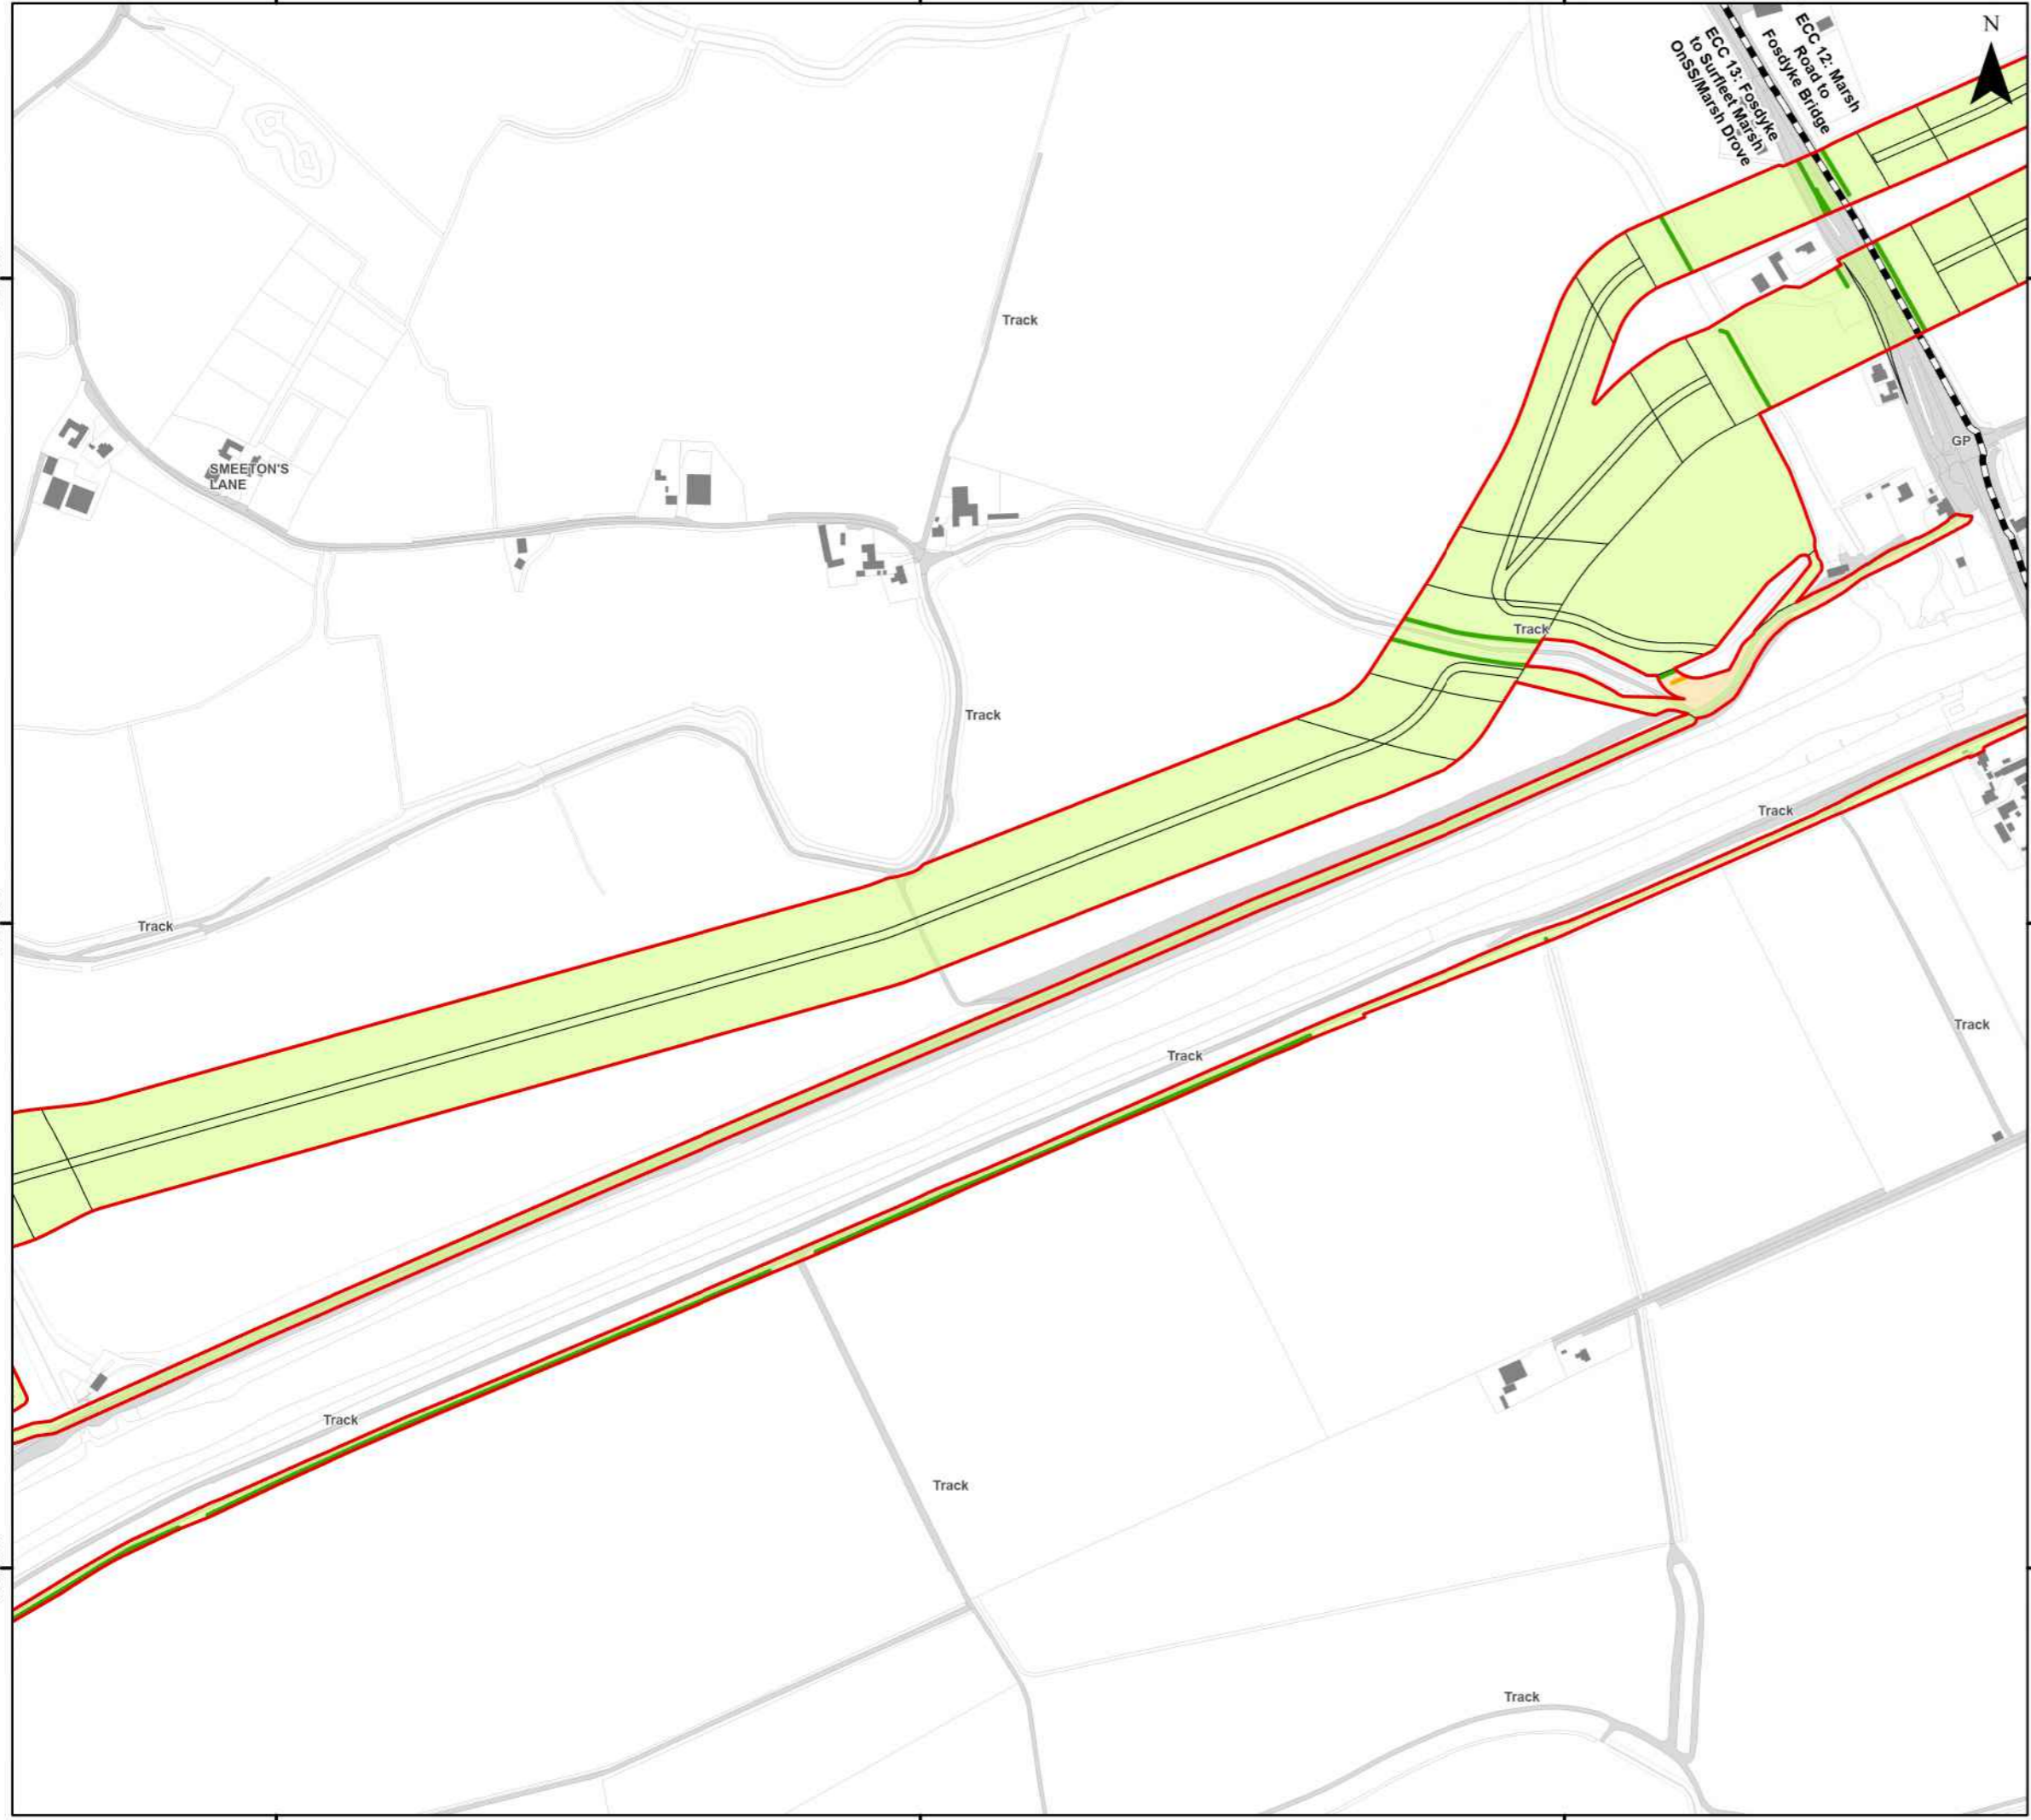 N
ECC 12: Marsh
Road to
Fosdyke Bridge
ECC 13: Fosdyke
to Surfleet Marsh
OnSS/Marsh Drove
Track
GP
SMEETON'S
LANE
Track
Track
Track
Track
Track
Track
Track
Track
Track